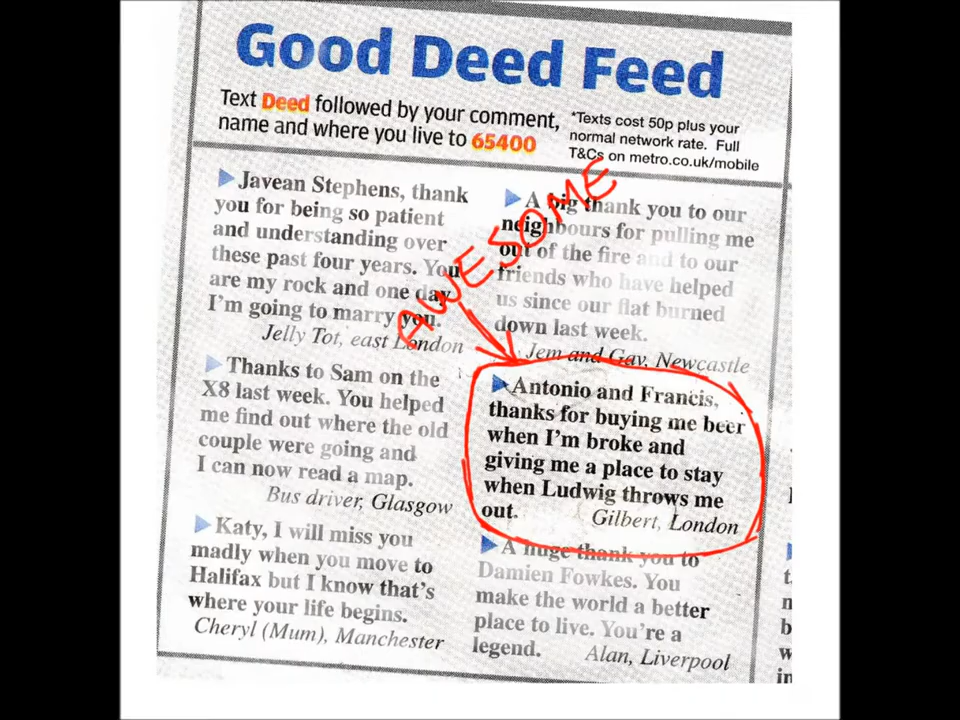 Good Deed Feed
Text Deed followed by your comment,
name and where you live to 65400
*Texts cost 50p plus your
normal network rate. Full
T&Cs on metro.co.uk/mobile
Javean Stephens, thank
you for being so patient
and understanding over
these past four years. You
are my rock and one day
I'm going to marry you.
Jelly Tot, east London
Thanks to Sam on the
X8 last week. You helped
me find out where the old
couple were going and
I can now read a map.
Bus driver, Glasgow
Katy, I will miss you
madly when you move to
Halifax but I know that's
where your life begins.
Cheryl (Mum), Manchester
AWESOME
A big thank you to our
neighbours for pulling me
out of the fire and to our
friends who have helped
us since our flat burned
down last week.
Jem and Gav, Newcastle
Antonio and Francis,
thanks for buying me beer
when I'm broke and
giving me a place to stay
when Ludwig throws me
out.
Gilbert, London
A huge thank you to
Damien Fowkes. You
make the world a better
place to live. You're a
legend.
Alan, Liverpool